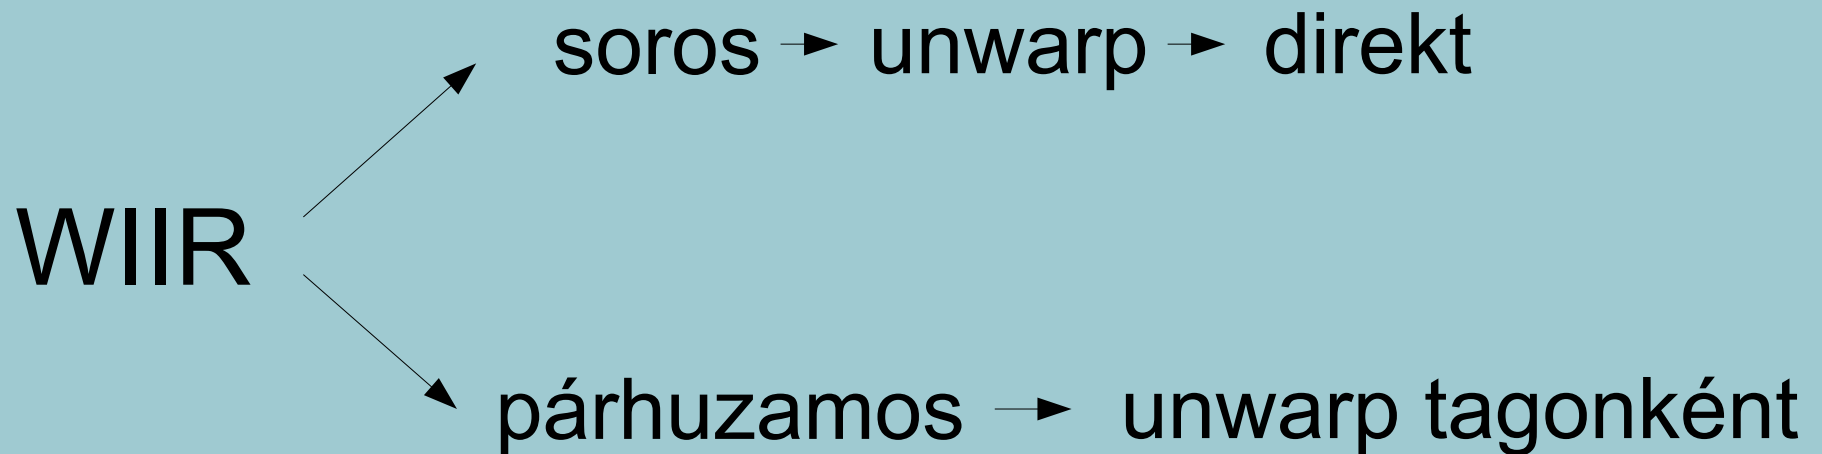 soros → unwarp → direkt
WIIR
párhuzamos → unwarp tagonként